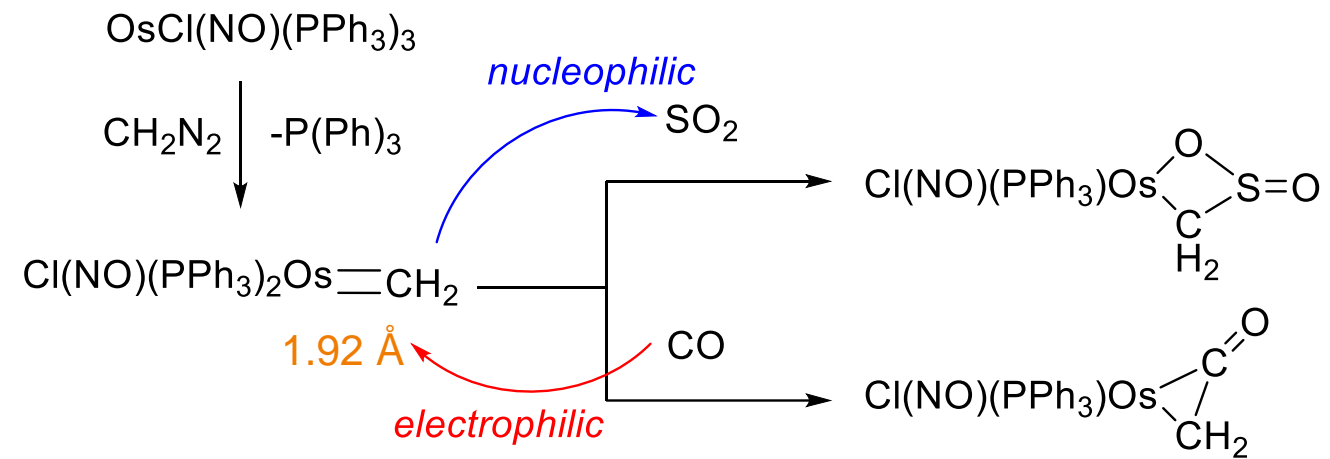 OsCl(NO)(PPh3)3
CH2N2
-P(Ph)3
nucleophilic
SO2
Cl(NO)(PPh3)2Os=CH2
1.92 Å
CO
electrophilic
Cl(NO)(PPh3)Os
O
S=O
C
H2
Cl(NO)(PPh3)Os
C
O
CH2